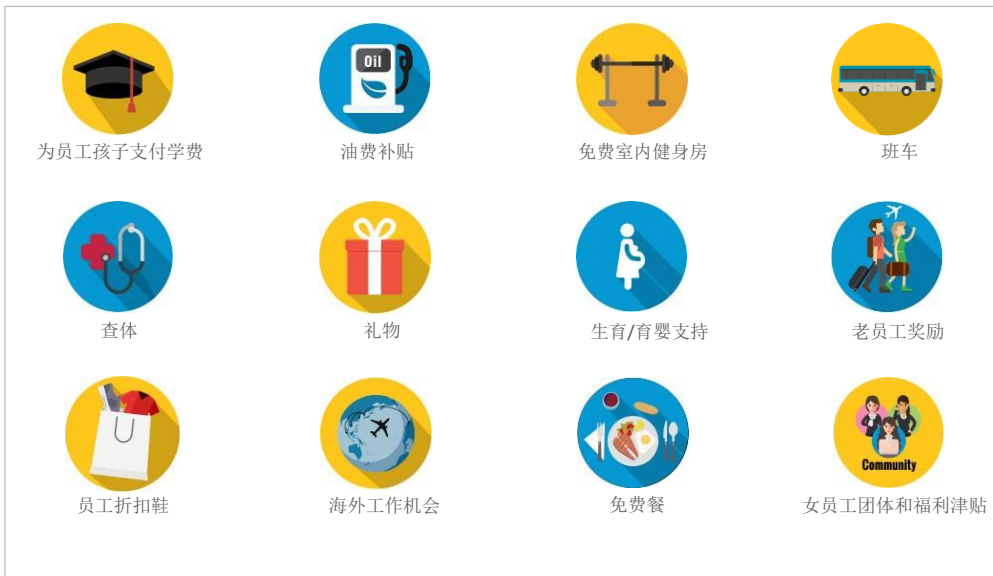 Oil
为员工孩子支付学费
油费补贴
免费室内健身房
班车
查体
礼物
生育/育婴支持
老员工奖励
Community
员工折扣鞋
海外工作机会
免费餐
女员工团体和福利津贴